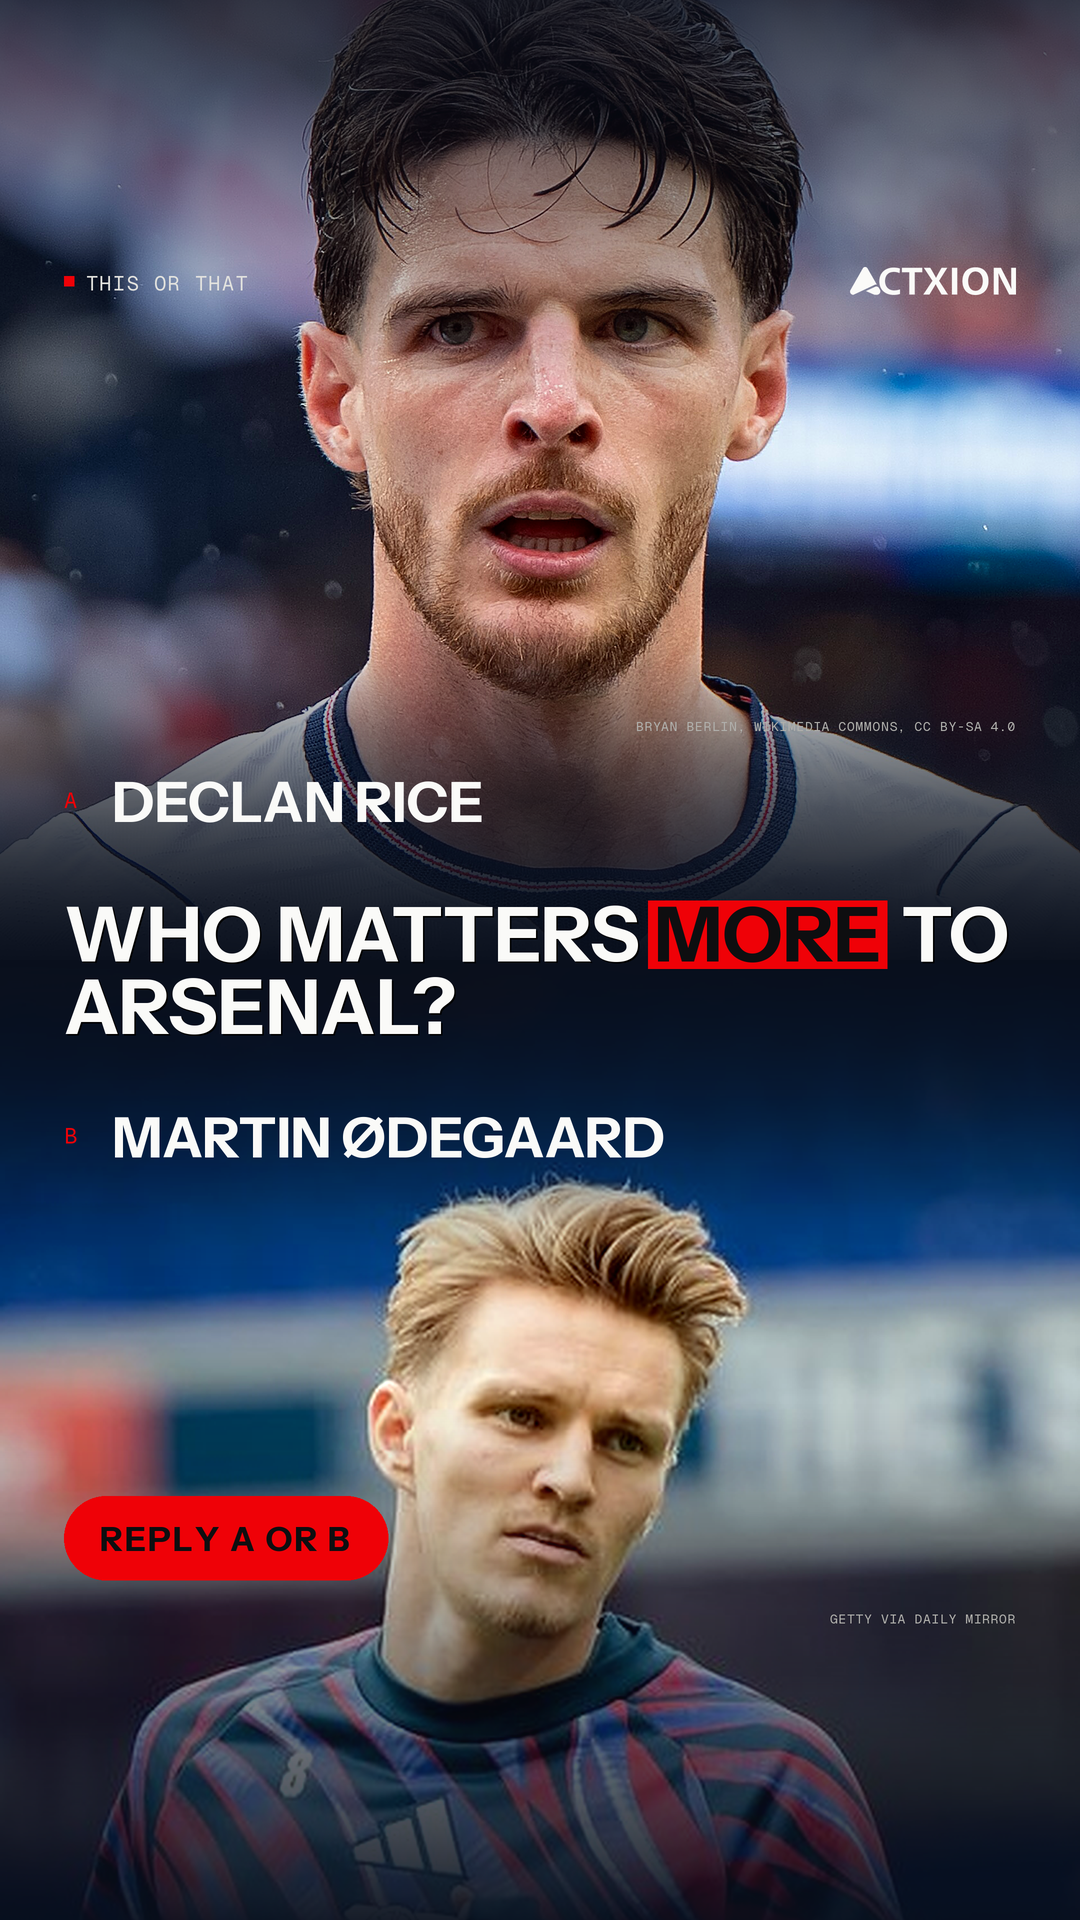 THIS OR THAT
ACTXION
BRYAN BERLIN, WIKIMEDIA COMMONS, CC BY-SA 4.0
A DECLAN RICE
WHO MATTERS MORE TO
ARSENAL?
B MARTIN ØDEGAARD
REPLY A OR B
GETTY VIA DAILY MIRROR
8